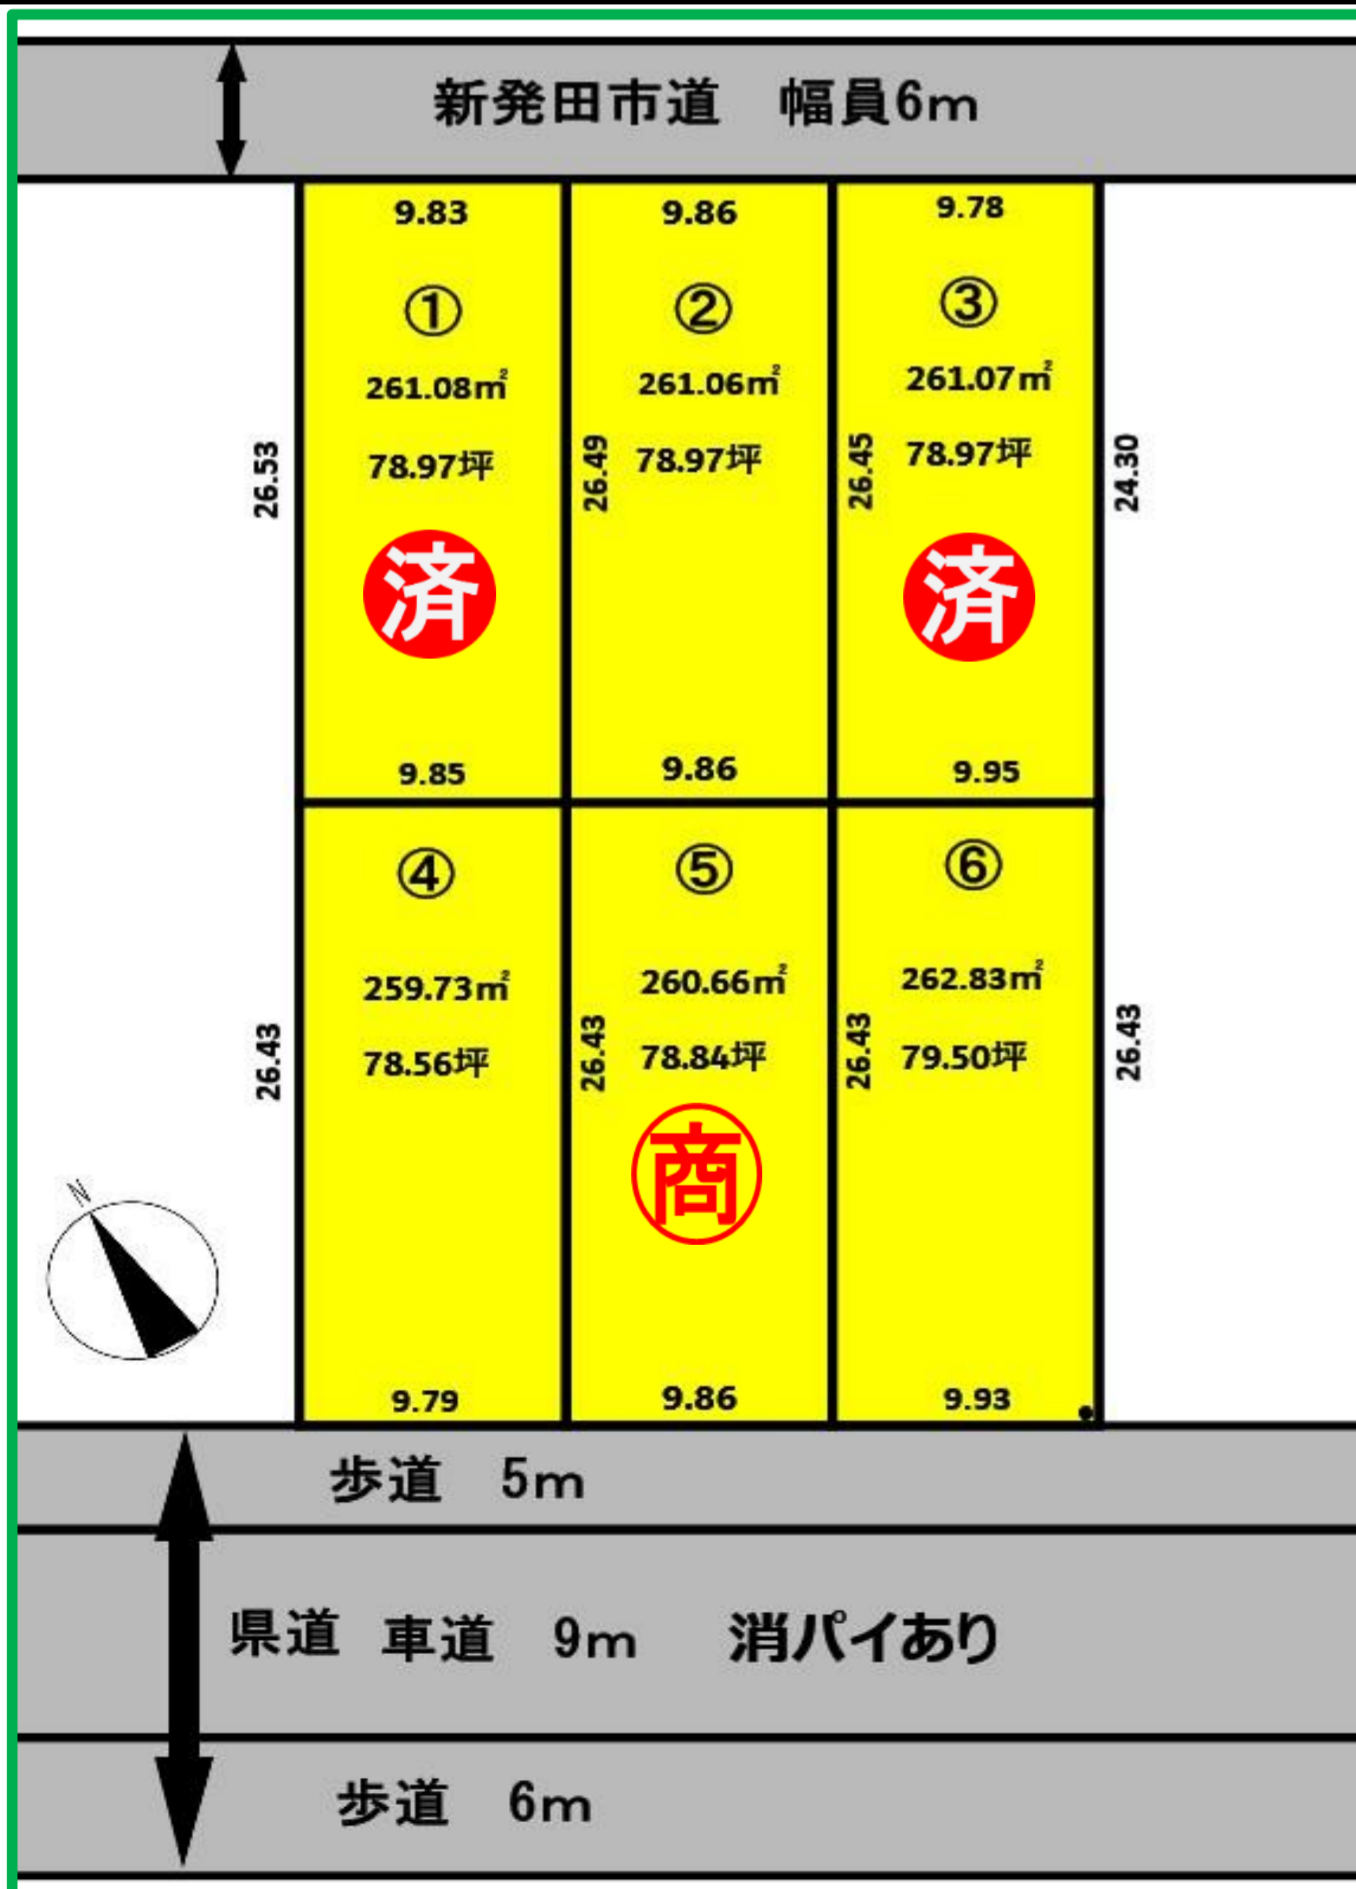 新発田市道　幅員6m
9.83
①
261.08㎡
78.97坪
済
9.85
26.53
9.86
②
261.06㎡
78.97坪
9.86
26.49
9.78
③
261.07㎡
78.97坪
済
9.95
26.45
24.30
④
259.73㎡
78.56坪
9.79
26.43
⑤
260.66㎡
78.84坪
商
9.86
26.43
⑥
262.83㎡
79.50坪
9.93
26.43
26.43
N
歩道　5m
県道 車道　9m　消パイあり
歩道　6m